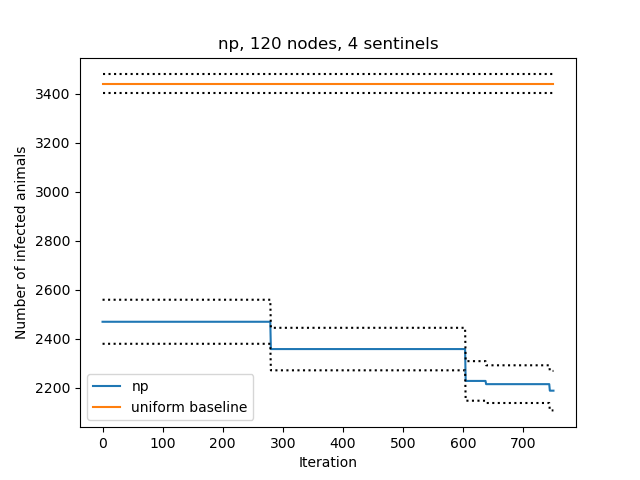 np, 120 nodes, 4 sentinels
Number of infected animals
3400
3200
3000
2800
2600
2400
2200
np
uniform baseline
0 100 200 300 400 500 600 700
Iteration